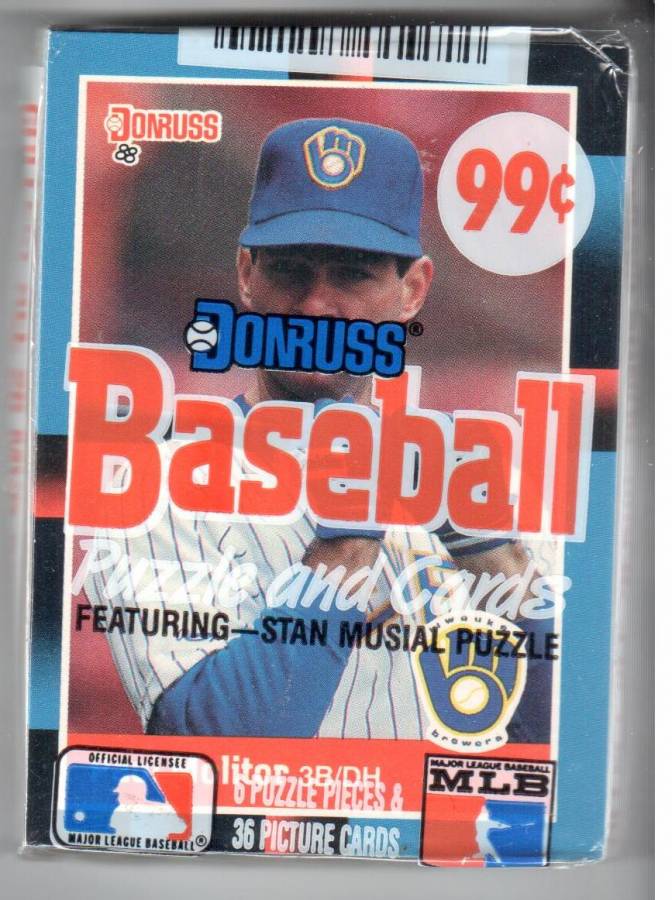 DONRUSS
88
99¢
DONRUSS®
Baseball
Puzzle and Cards
FEATURING—STAN MUSIAL PUZZLE
brewers
litor 3B/DH
6 PUZZLE PIECES &
36 PICTURE CARDS
OFFICIAL LICENSEE
MAJOR LEAGUE BASEBALL®
MAJOR LEAGUE BASEBALL
MLB